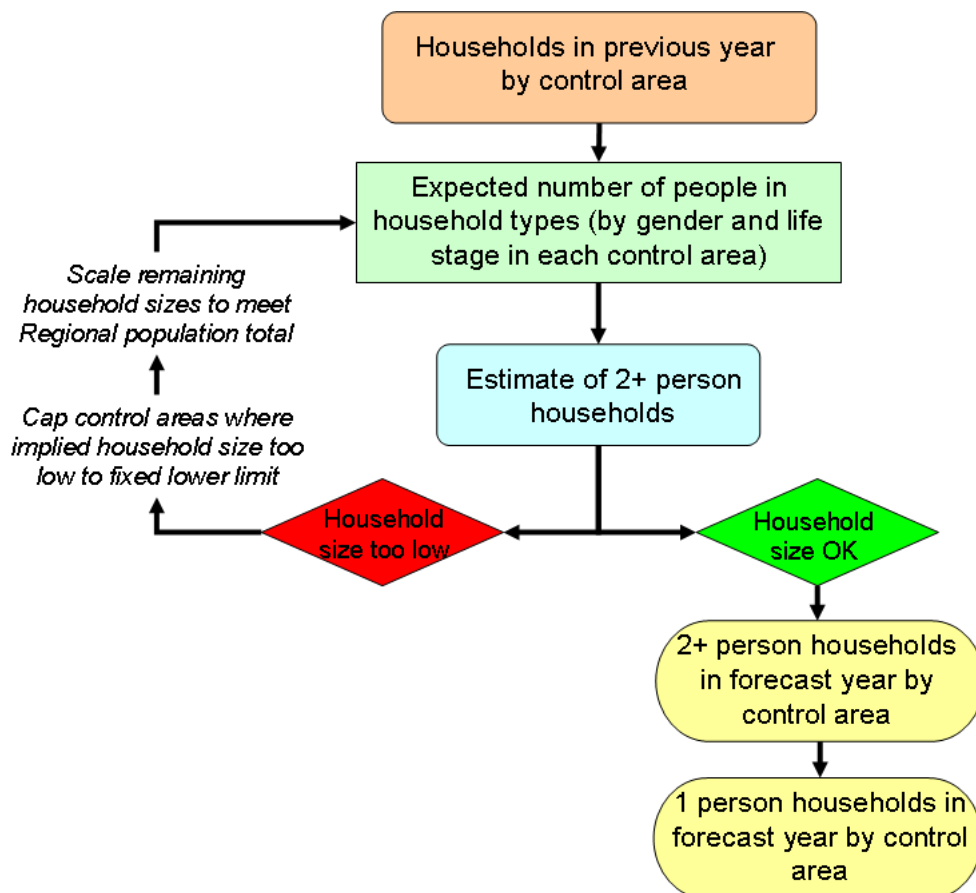 Households in previous year
by control area
Expected number of people in
household types (by gender and life
stage in each control area)
Scale remaining
household sizes to meet
Regional population total
Estimate of 2+ person
households
Cap control areas where
implied household size too
low to fixed lower limit
Household
size too low
Household
size OK
2+ person households
in forecast year by
control area
1 person households in
forecast year by control
area